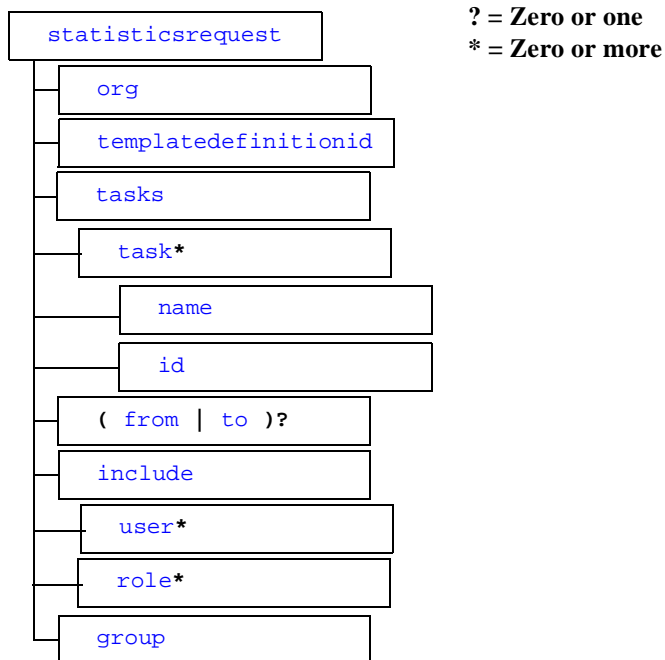 statisticsrequest
? = Zero or one
* = Zero or more
org
templatedefinitionid
tasks
task*
name
id
( from | to )?
include
user*
role*
group